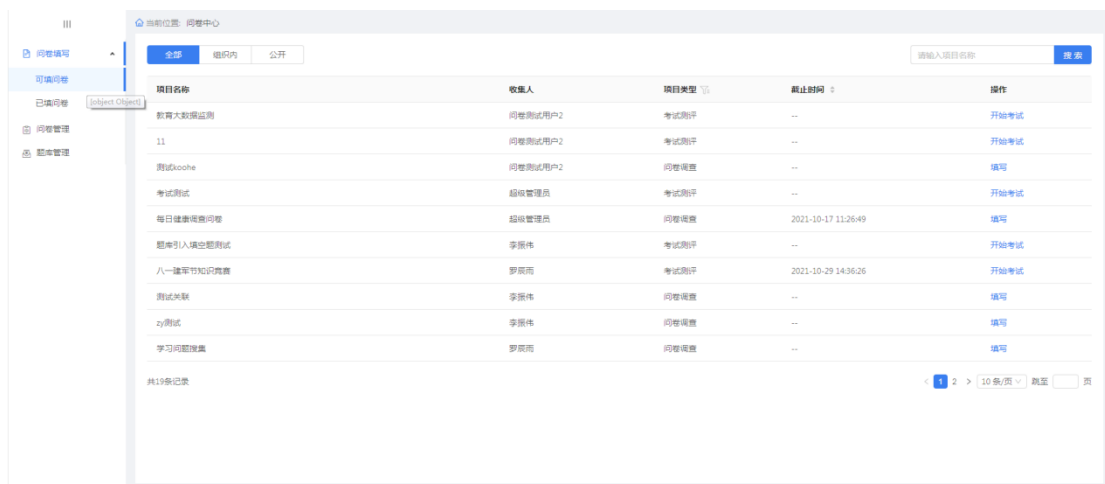 当前位置: 问卷中心
问卷填写
可填问卷
已填问卷
[object Object]
问卷管理
题库管理
全部 组织内 公开 请输入项目名称 搜索
项目名称 收集人 项目类型 截止时间 操作
教育大数据监测 问卷测试用户2 考试测评 -- 开始考试
11 问卷测试用户2 考试测评 -- 开始考试
测试koohe 问卷测试用户2 问卷调查 -- 填写
考试测试 超级管理员 考试测评 -- 开始考试
每日健康调查问卷 超级管理员 问卷调查 2021-10-17 11:26:49 填写
题库引入填空题测试 李振伟 考试测评 -- 开始考试
八一建军节知识竞赛 罗辰雨 考试测评 2021-10-29 14:36:26 开始考试
测试关联 李振伟 问卷调查 -- 填写
zy测试 李振伟 问卷调查 -- 填写
学习问题搜集 罗辰雨 问卷调查 -- 填写
共19条记录 < 1 2 > 10 条/页 跳至 页